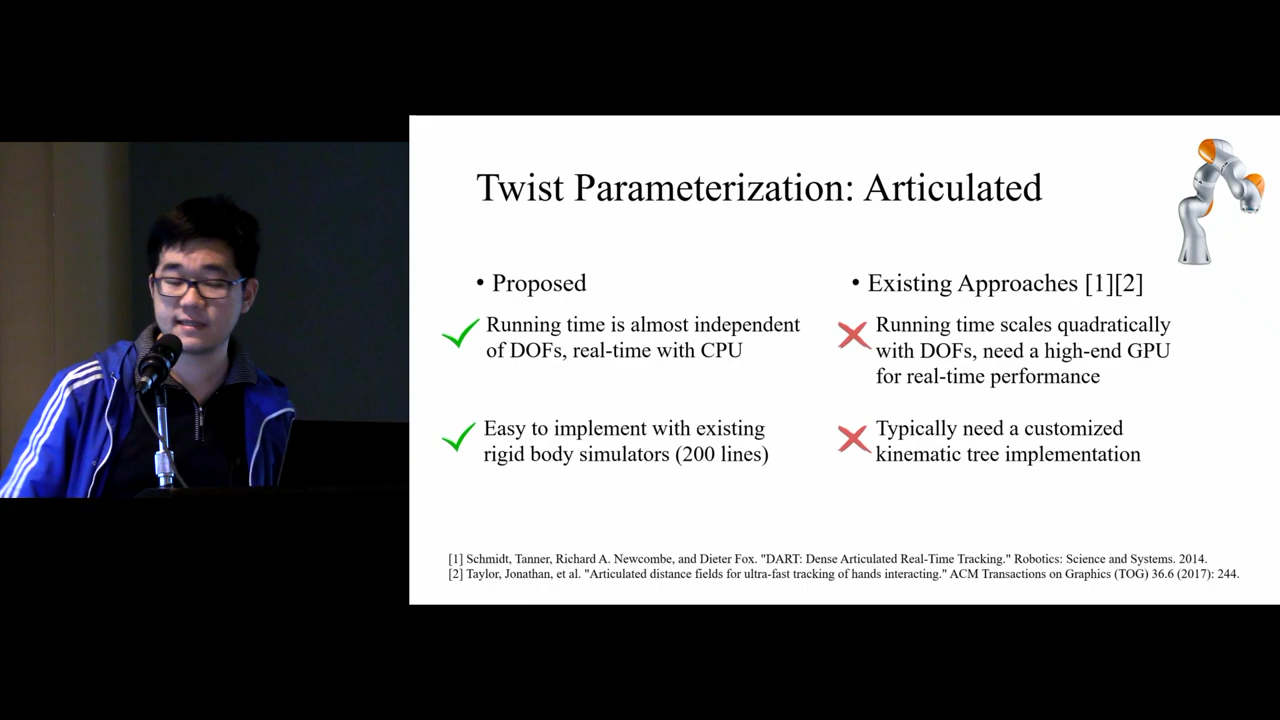 Twist Parameterization: Articulated
• Proposed
Running time is almost independent
of DOFs, real-time with CPU
Easy to implement with existing
rigid body simulators (200 lines)
• Existing Approaches [1][2]
Running time scales quadratically
with DOFs, need a high-end GPU
for real-time performance
Typically need a customized
kinematic tree implementation
[1] Schmidt, Tanner, Richard A. Newcombe, and Dieter Fox. "DART: Dense Articulated Real-Time Tracking." Robotics: Science and Systems. 2014.
[2] Taylor, Jonathan, et al. "Articulated distance fields for ultra-fast tracking of hands interacting." ACM Transactions on Graphics (TOG) 36.6 (2017): 244.